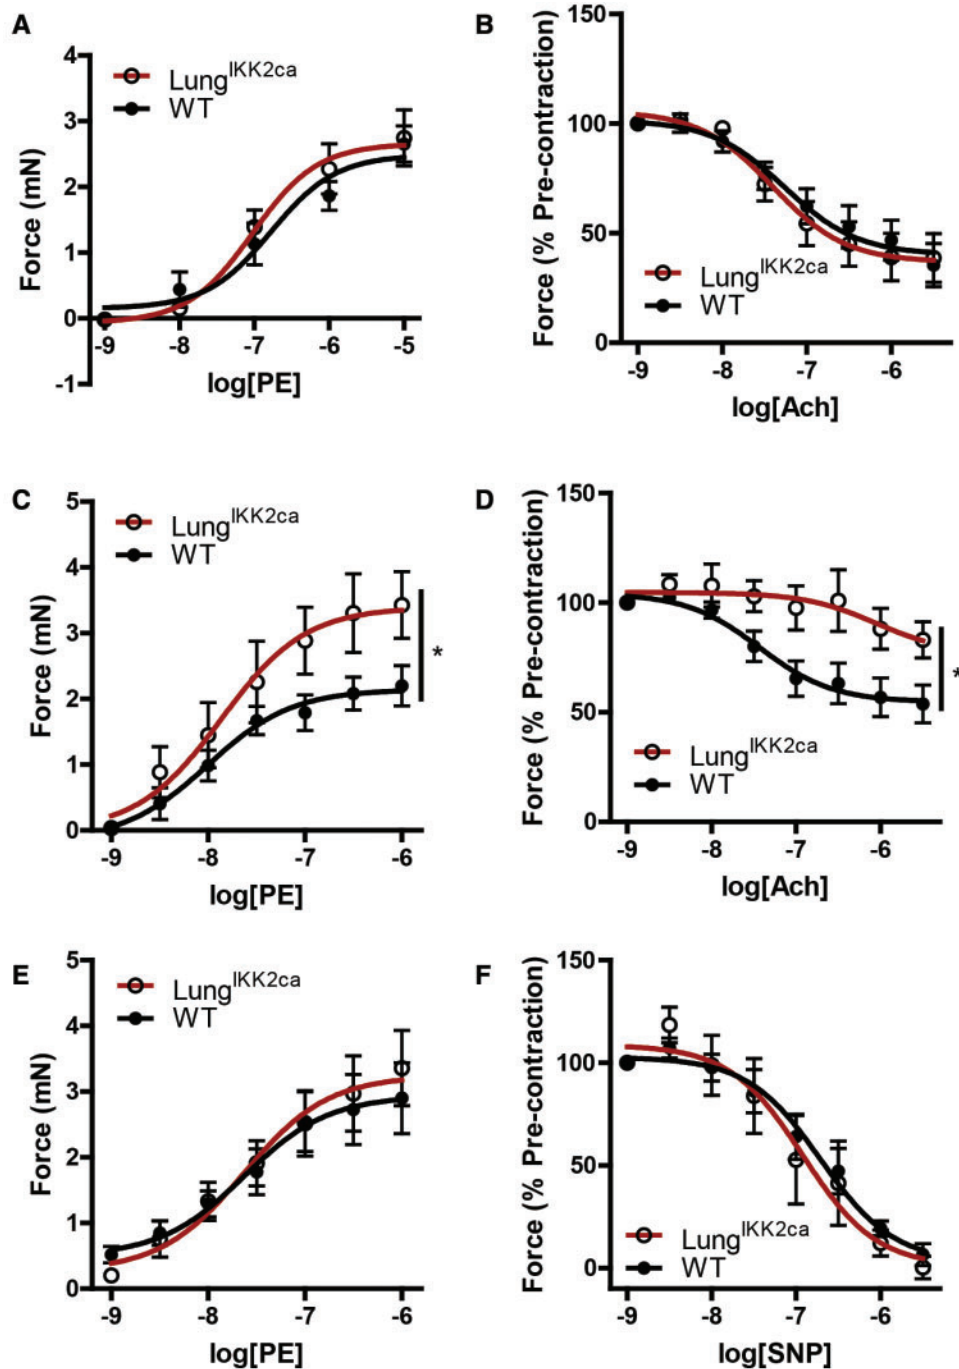 A
Force (mN)
4
3
2
1
0
-1
Lung^IKK2ca
WT
-9 -8 -7 -6 -5
log[PE]
B
Force (% Pre-contraction)
150
100
50
0
Lung^IKK2ca
WT
-9 -8 -7 -6
log[Ach]
C
Force (mN)
5
4
3
2
1
0
Lung^IKK2ca
WT
*
-9 -8 -7 -6
log[PE]
D
Force (% Pre-contraction)
150
100
50
0
Lung^IKK2ca
WT
*
-9 -8 -7 -6
log[Ach]
E
Force (mN)
5
4
3
2
1
0
Lung^IKK2ca
WT
-9 -8 -7 -6
log[PE]
F
Force (% Pre-contraction)
150
100
50
0
Lung^IKK2ca
WT
-9 -8 -7 -6
log[SNP]